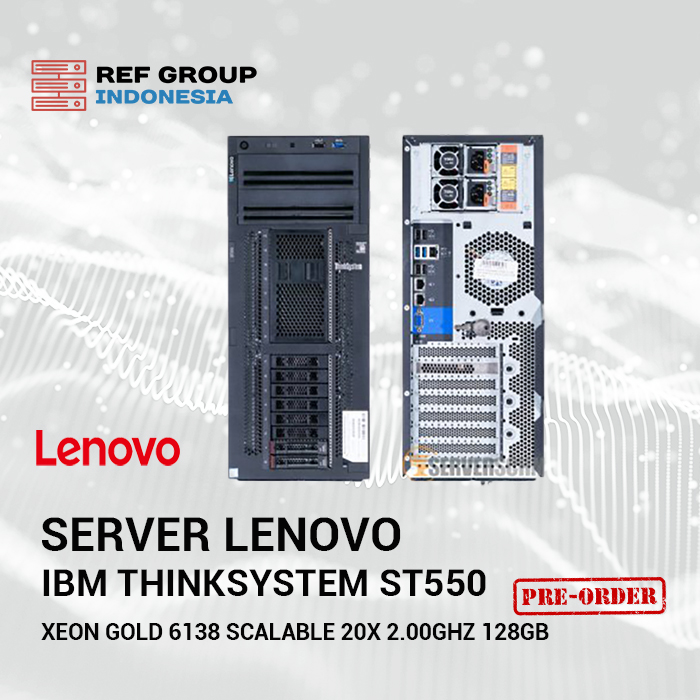 REF GROUP
INDONESIA
ThinkSystem
Lenovo
SERVER LENOVO
IBM THINKSYSTEM ST550
PRE-ORDER
XEON GOLD 6138 SCALABLE 20X 2.00GHZ 128GB